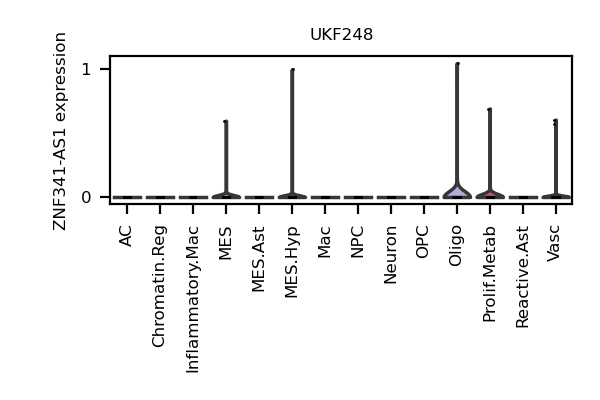 UKF248
ZNF341-AS1 expression
1
0
AC
Chromatin.Reg
Inflammatory.Mac
MES
MES.Ast
MES.Hyp
Mac
NPC
Neuron
OPC
Oligo
Prolif.Metab
Reactive.Ast
Vasc